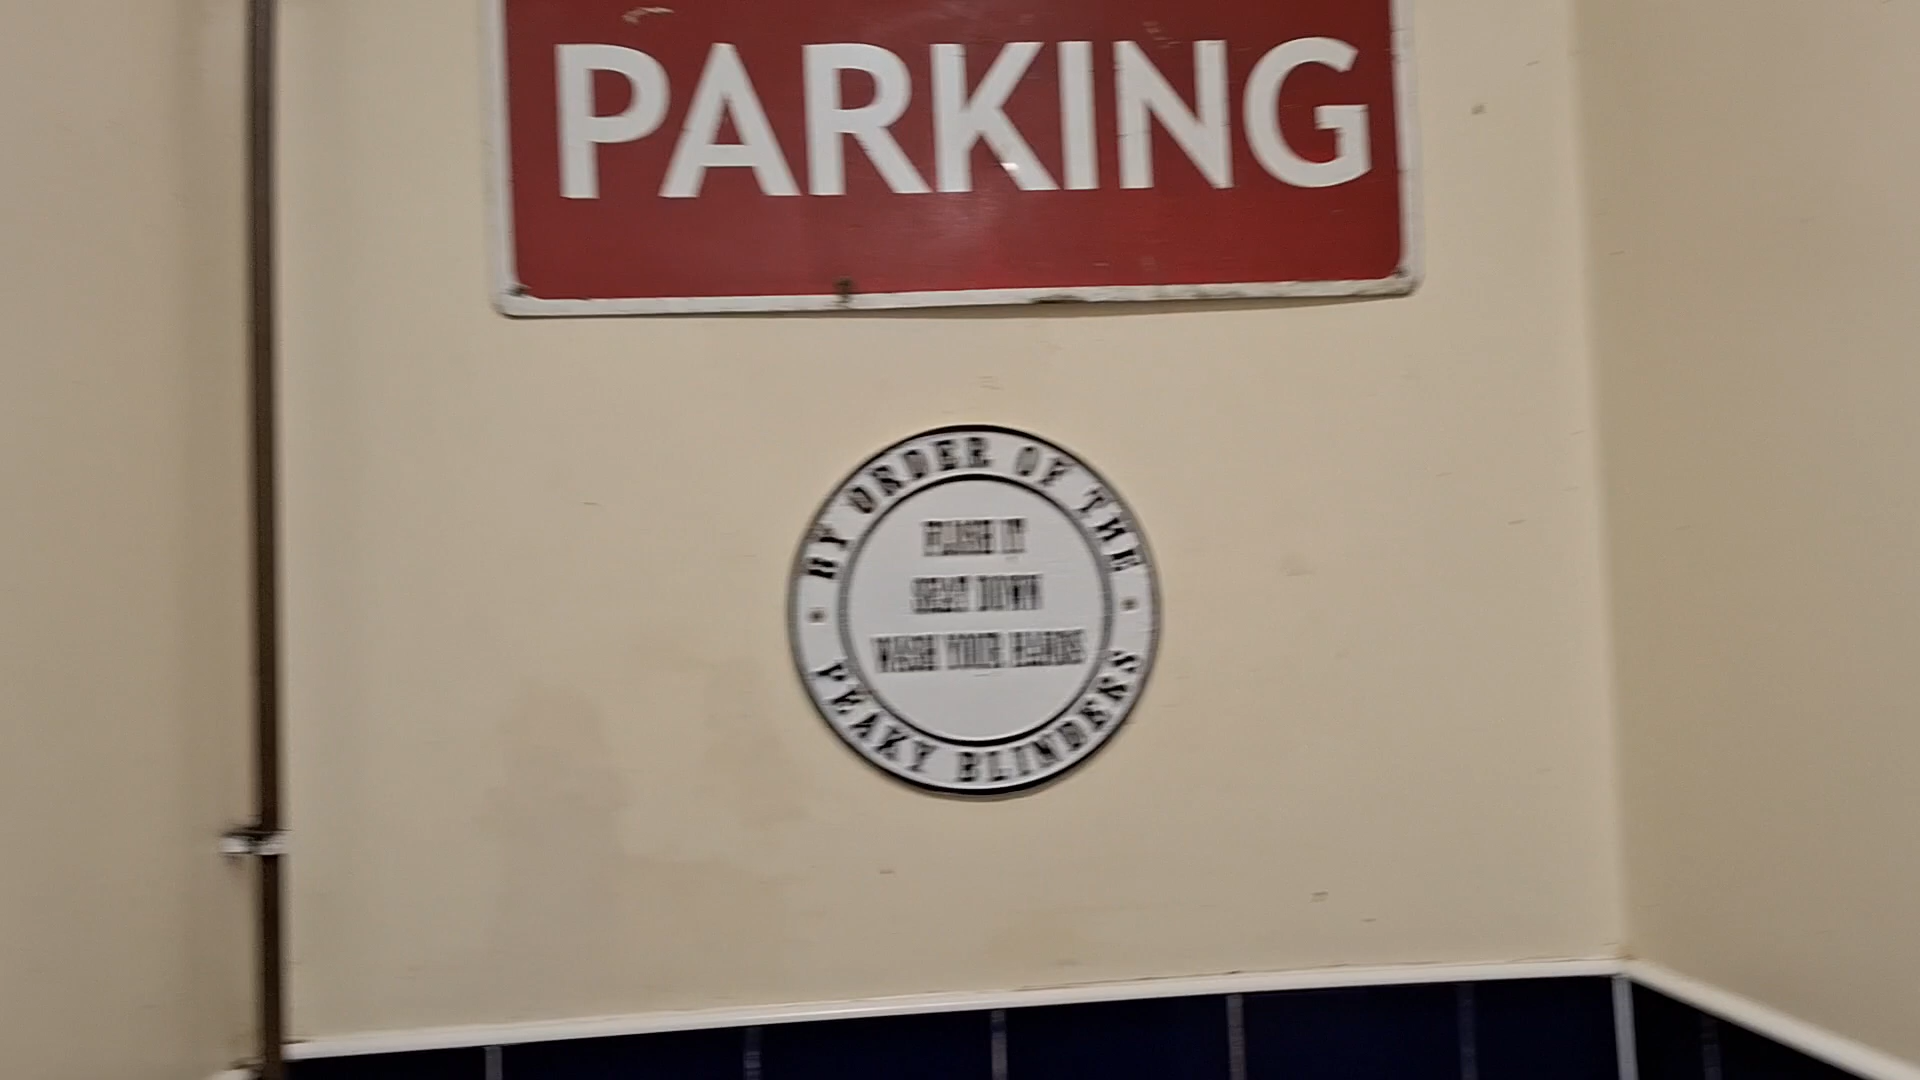 PARKING
BY ORDER OF THE
FLUSH IT
SEAT DOWN
WASH YOUR HANDS
PEAKY BLINDERS